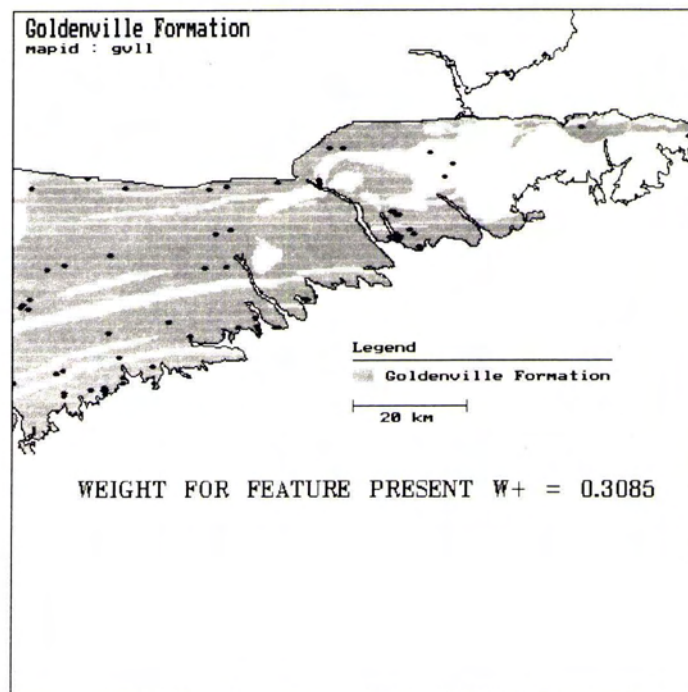 Goldenville Formation
mapid : gvll
Legend
Goldenville Formation
20 km
WEIGHT FOR FEATURE PRESENT W+ = 0.3085